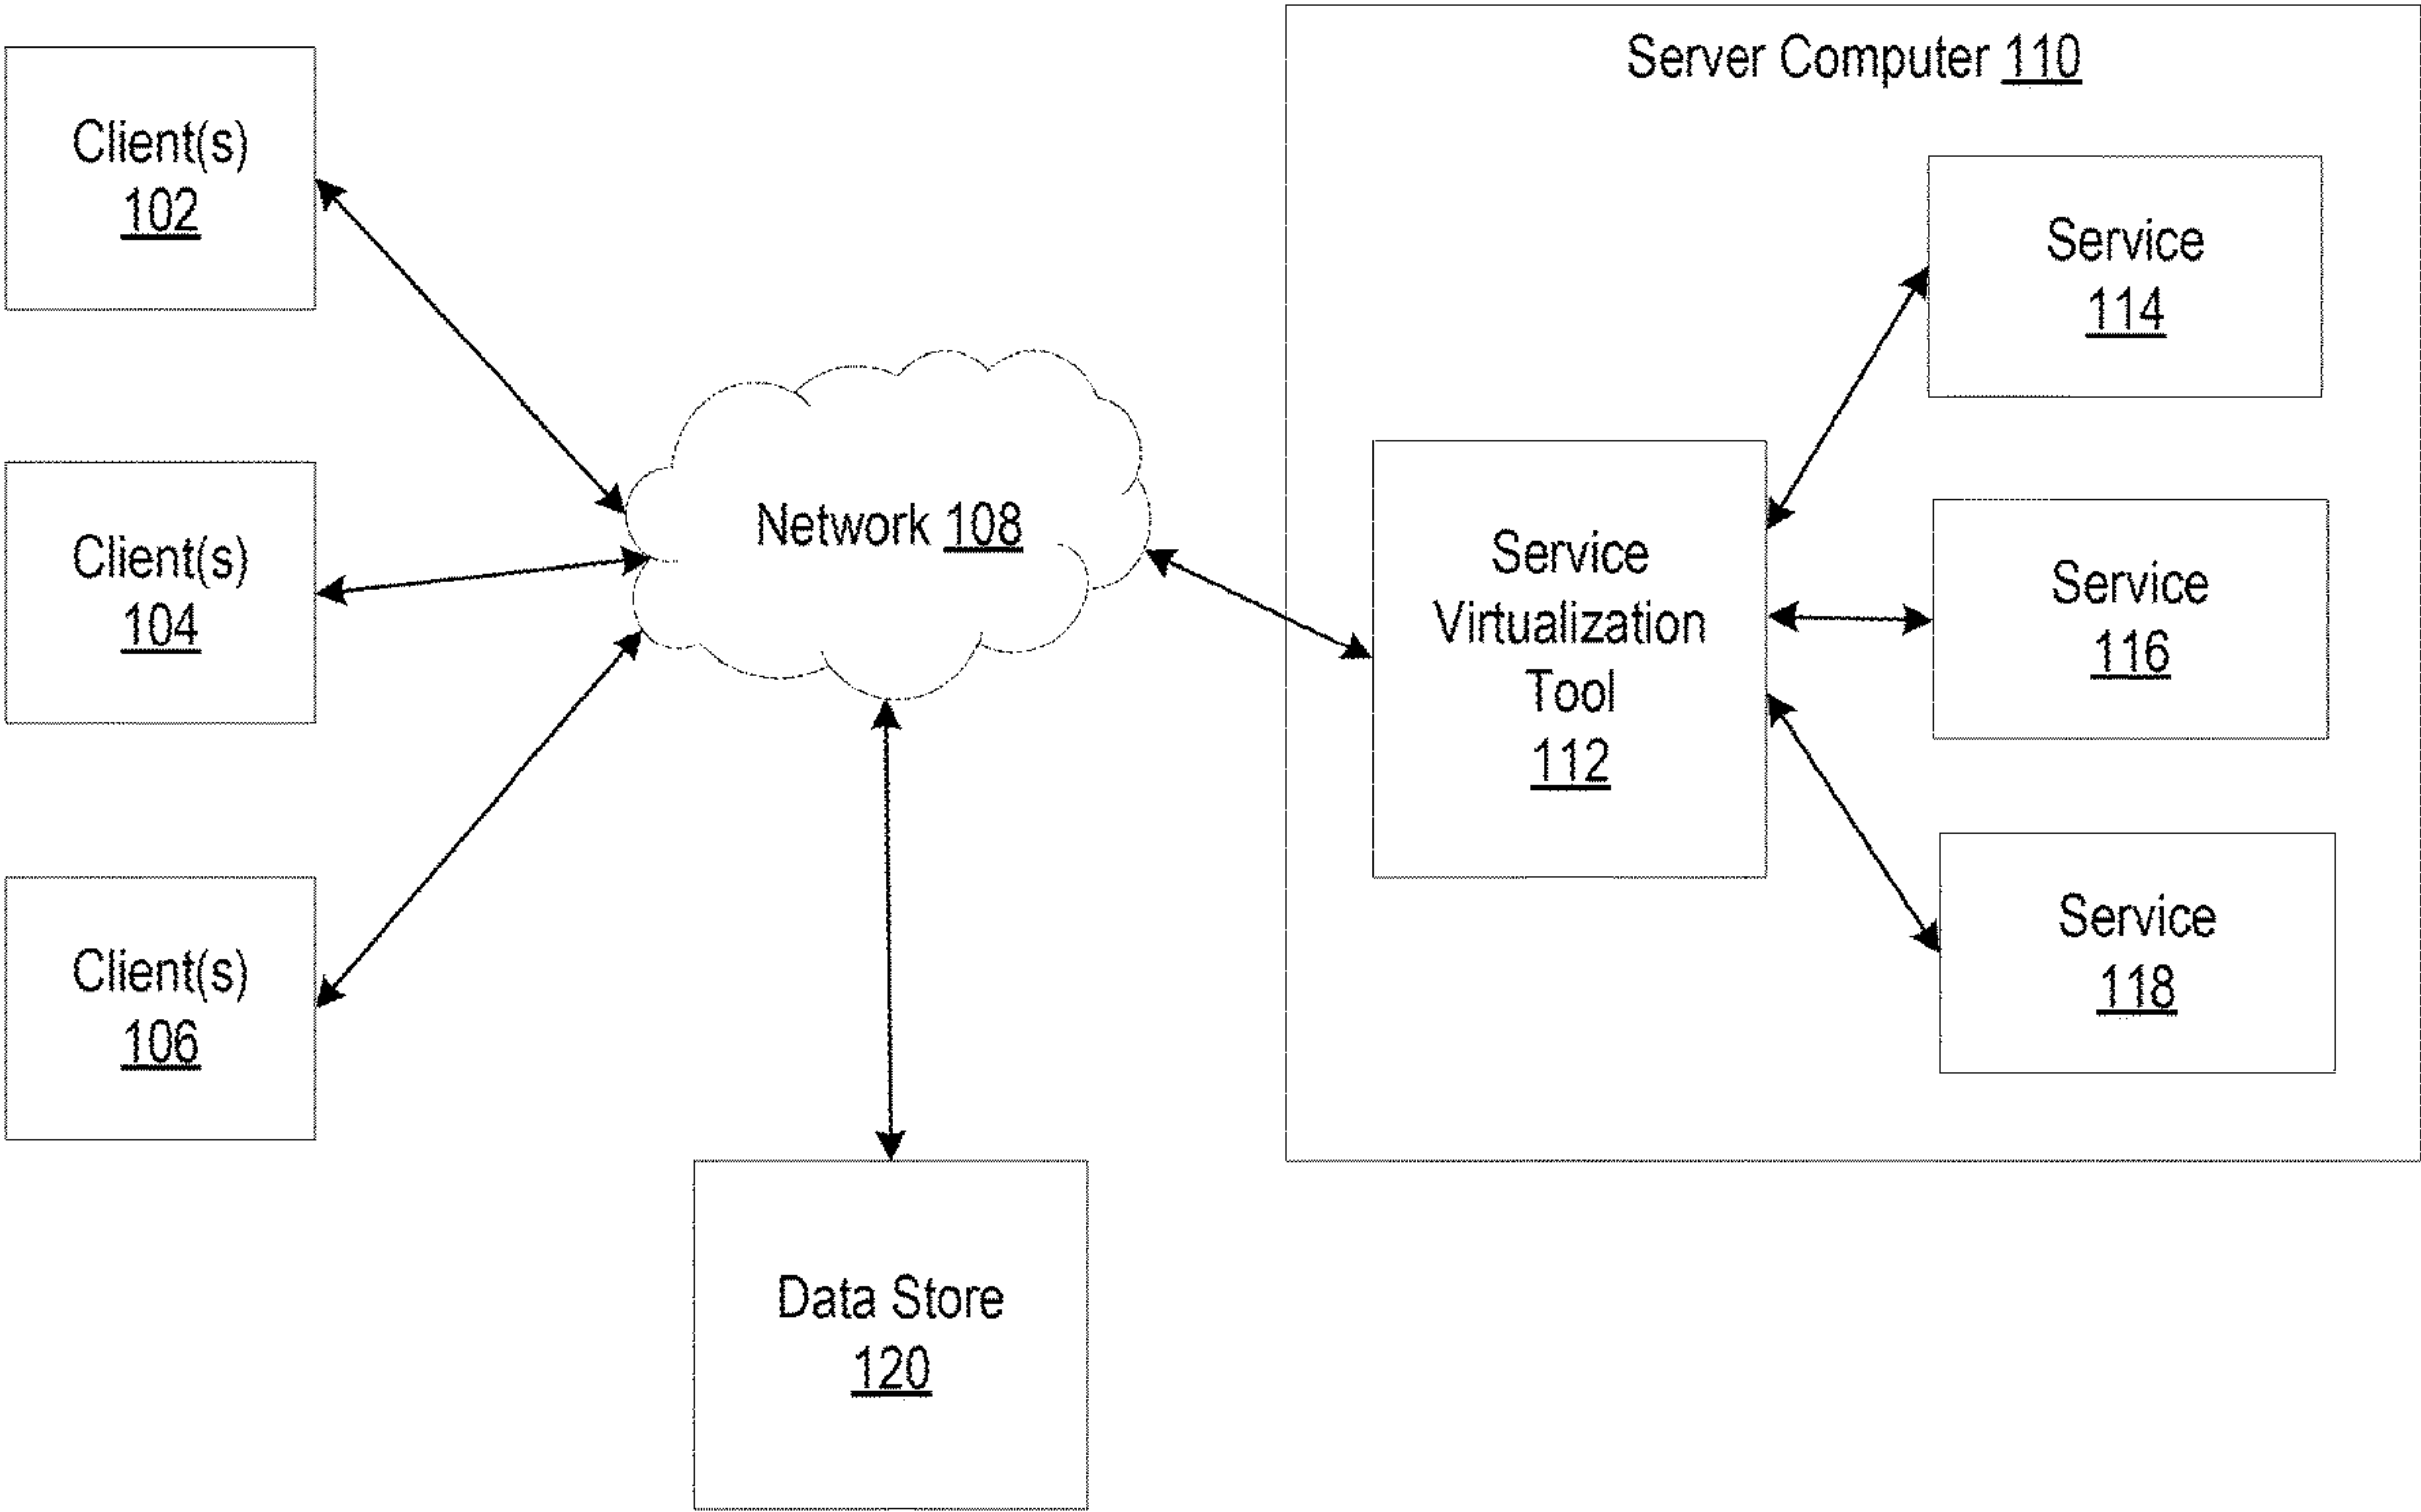 Server Computer 110
Client(s)
102
Service
114
Network 108
Client(s)
104
Service
Virtualization
Tool
112
Service
116
Client(s)
106
Service
118
Data Store
120